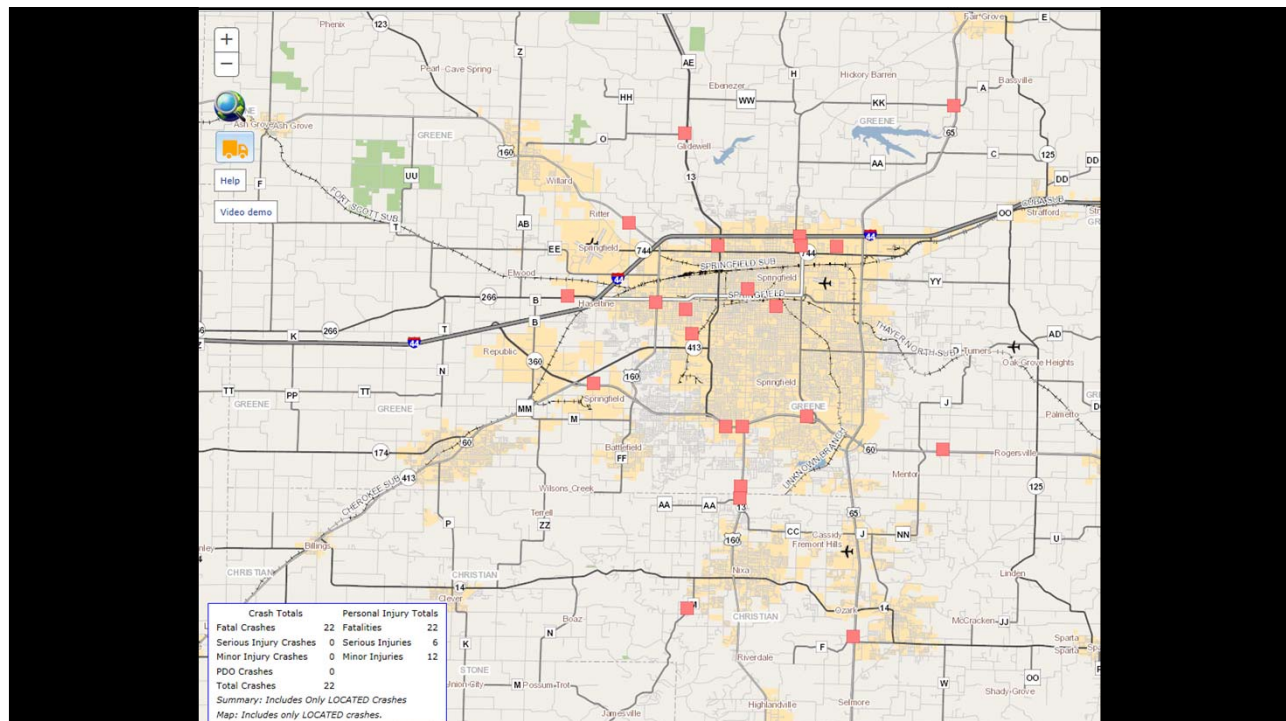 Phenix
123
Z
AE
H
Fair Grove
E
+
−
Pearl - Cave Spring
Ebenezer
Hickory Barren
Bassville
HH
WW
KK
A
Ash Grove
Ash Grove
GREENE
O
Glidewell
65
GREENE
160
AA
C
125
DD
Help
F
UU
Willard
13
DD
Video demo
FORT SCOTT SUB
Ritter
OO
Strafford
T
AB
EE
Springfield
744
44
744
SPRINGFIELD SUB
Elwood
44
Springfield
YY
266
B
Haseltine
SPRINGFIELD
266
K
T
B
THAYER NORTH SUB
AD
44
Republic
413
D
Turners
360
Oak Grove Heights
N
160
TT
PP
TT
Springfield
Springfield
J
GREENE
GREENE
MM
M
GREENE
Palmetto
60
Battlefield
UNKNOWN BRANCH
60
174
FF
Rogersville
413
Mentor
CHEROKEE SUB
Wilsons Creek
125
AA
AA
13
P
Terrell
ZZ
65
CC
Cassidy
J
NN
U
Billings
160
Fremont Hills
CHRISTIAN
CHRISTIAN
Nixa
Linden
14
Clever
Ozark
14
Boaz
CHRISTIAN
McCracken
JJ
N
Sparta
Sparta
K
F
Riverdale
STONE
OO
M
Possum Trot
W
Shady Grove
Jamesville
Highlandville
Selmore
Crash Totals Personal Injury Totals
Fatal Crashes 22 Fatalities 22
Serious Injury Crashes 0 Serious Injuries 6
Minor Injury Crashes 0 Minor Injuries 12
PDO Crashes 0
Total Crashes 22
Summary: Includes Only LOCATED Crashes
Map: Includes only LOCATED crashes.